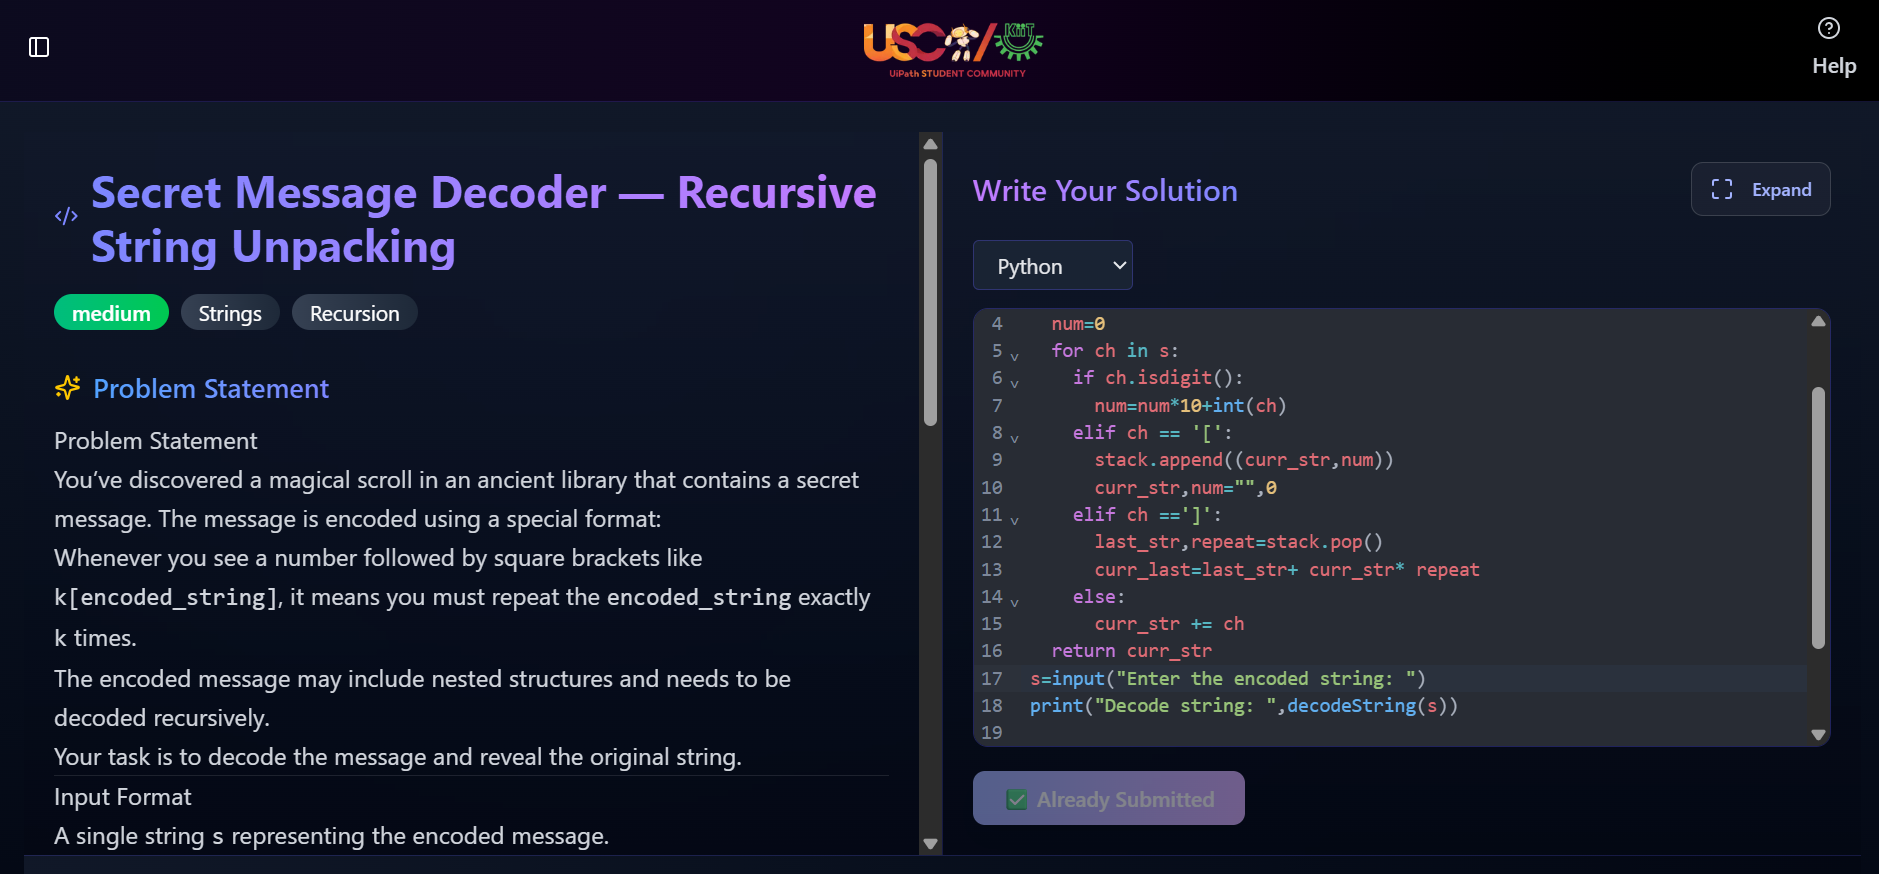 USC/KiiT
UiPath STUDENT COMMUNITY
Help
</> Secret Message Decoder — Recursive
String Unpacking
medium Strings Recursion
Problem Statement
Problem Statement
You’ve discovered a magical scroll in an ancient library that contains a secret
message. The message is encoded using a special format:
Whenever you see a number followed by square brackets like
k[encoded_string], it means you must repeat the encoded_string exactly
k times.
The encoded message may include nested structures and needs to be
decoded recursively.
Your task is to decode the message and reveal the original string.
Input Format
A single string s representing the encoded message.
Write Your Solution
Expand
Python
4 num=0
5 for ch in s:
6 if ch.isdigit():
7 num=num*10+int(ch)
8 elif ch == '[':
9 stack.append((curr_str,num))
10 curr_str,num="",0
11 elif ch ==']':
12 last_str,repeat=stack.pop()
13 curr_last=last_str+ curr_str* repeat
14 else:
15 curr_str += ch
16 return curr_str
17 s=input("Enter the encoded string: ")
18 print("Decode string: ",decodeString(s))
19
✅ Already Submitted